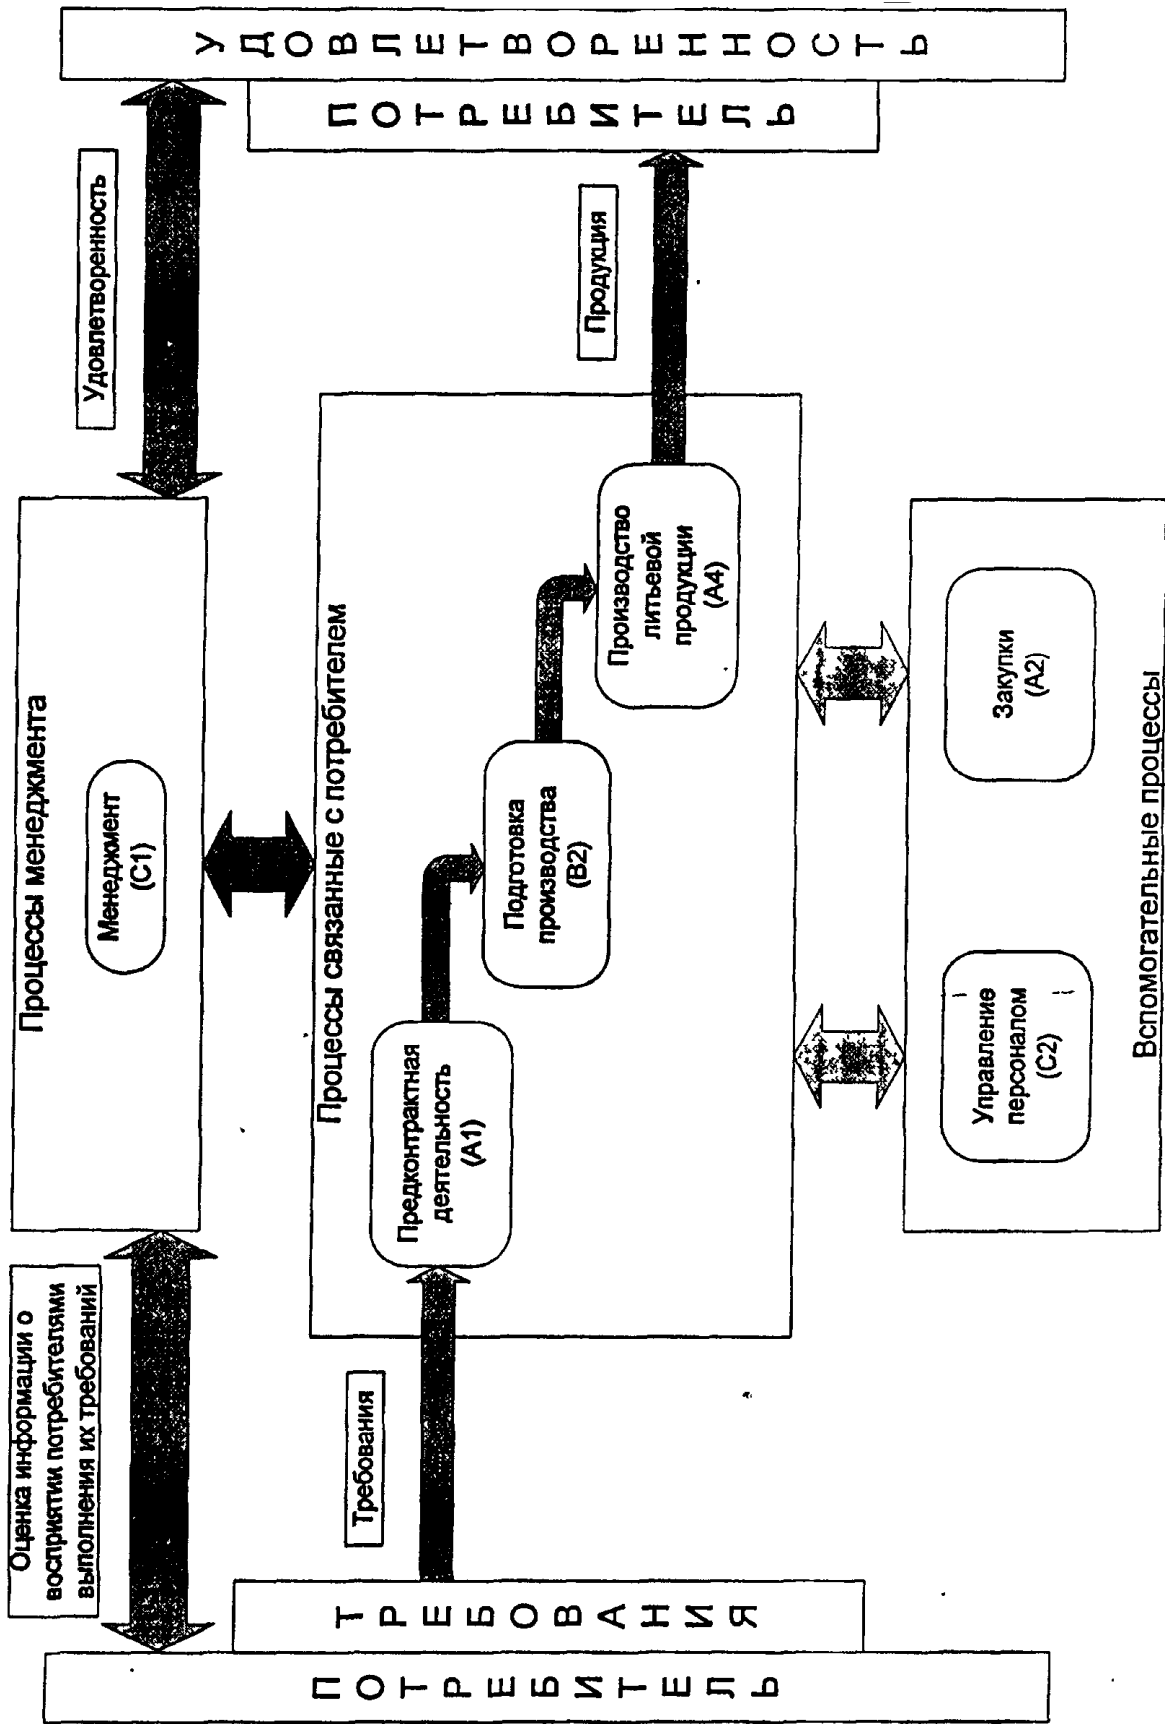 Оценка информации о
восприятии потребителями
выполнения их требований
Процессы менеджмента
Менеджмент
(С1)
Удовлетворенность
ПОТРЕБИТЕЛЬ
ТРЕБОВАНИЯ
Требования
Процессы связанные с потребителем
Предконтрактная
деятельность
(А1)
Подготовка
производства
(В2)
Производство
литьевой
продукции
(А4)
Продукция
ПОТРЕБИТЕЛЬ
УДОВЛЕТВОРЕННОСТЬ
Управление
персоналом
(С2)
Закупки
(А2)
Вспомогательные процессы